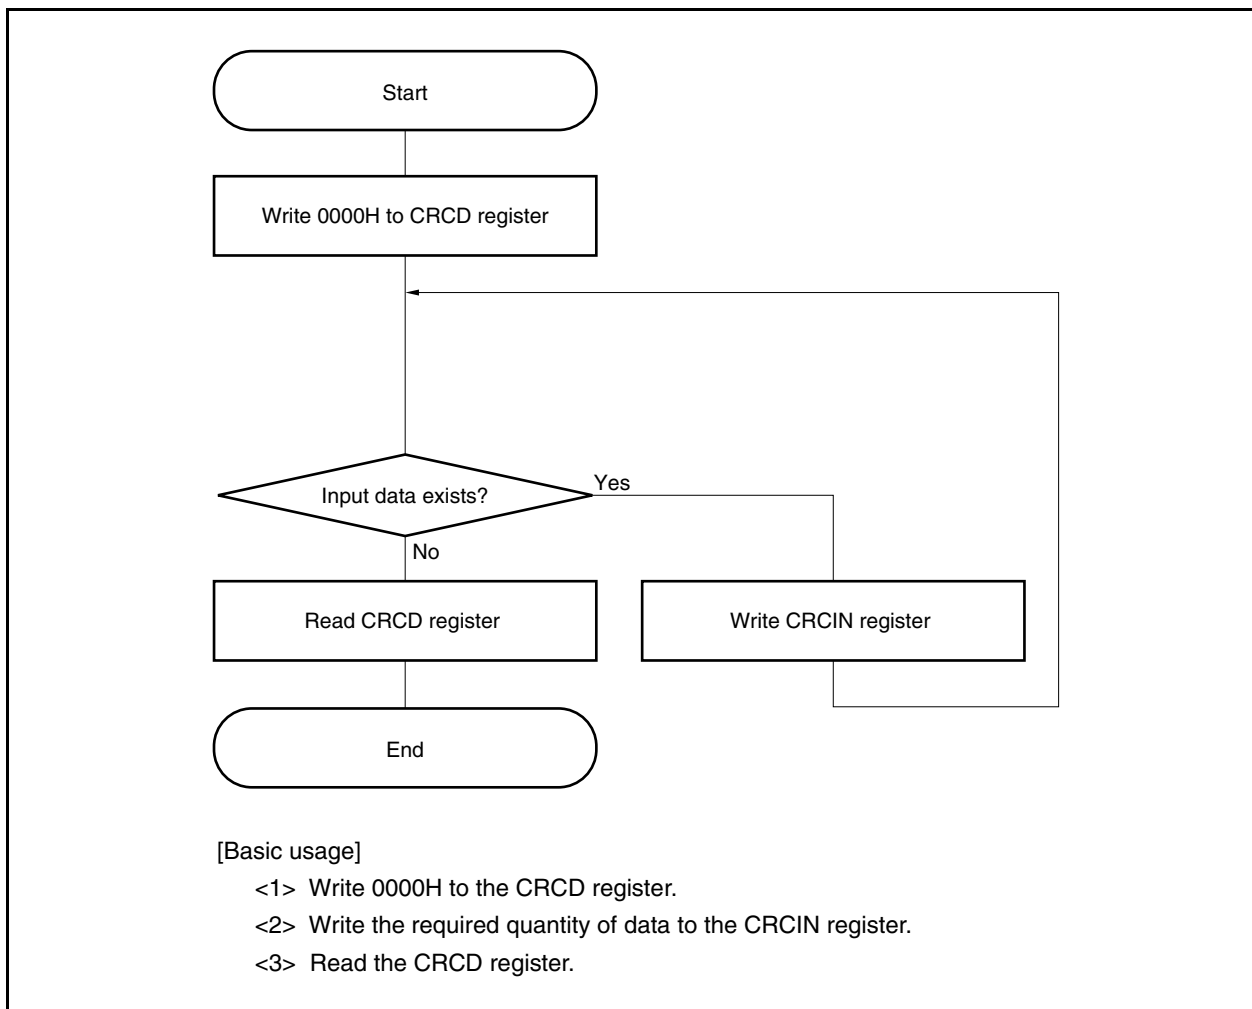 Start
Write 0000H to CRCD register
Input data exists?
Yes
No
Read CRCD register
Write CRCIN register
End
[Basic usage]
<1> Write 0000H to the CRCD register.
<2> Write the required quantity of data to the CRCIN register.
<3> Read the CRCD register.